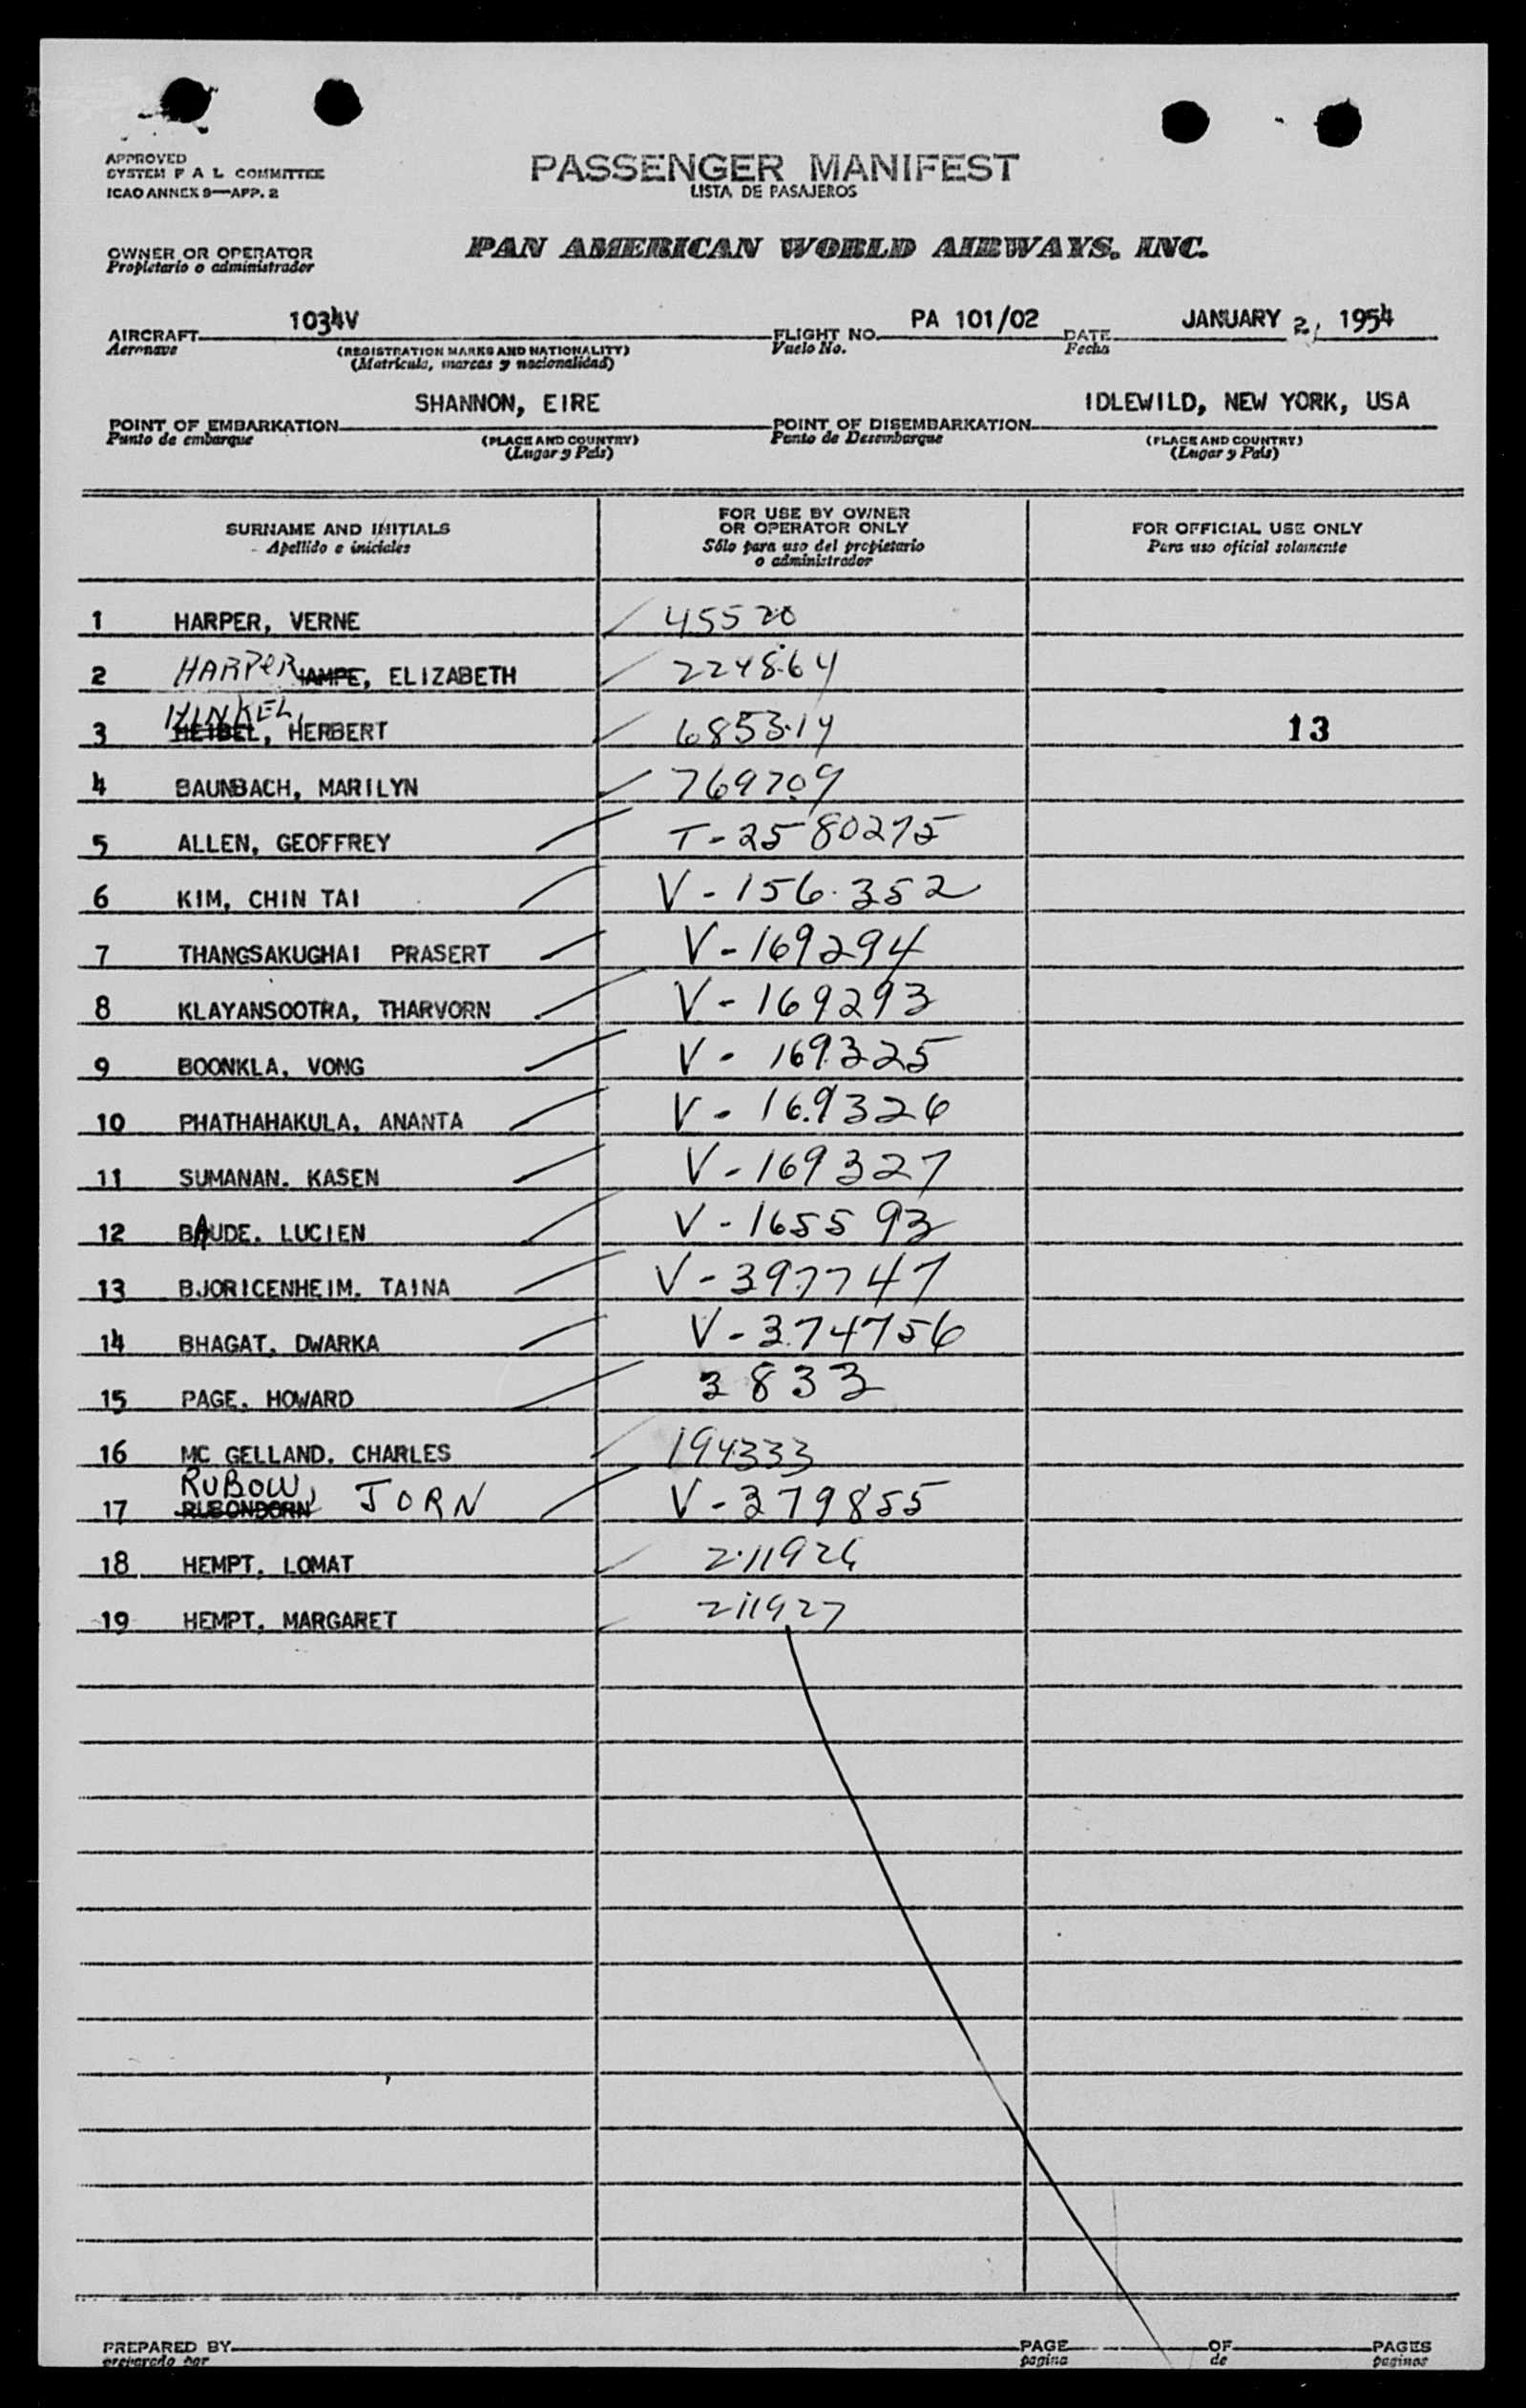 APPROVED
SYSTEM F A L COMMITTEE
ICAO ANNEX 9—APP. 2
PASSENGER MANIFEST
LISTA DE PASAJEROS
OWNER OR OPERATOR
Propietario o administrador
PAN AMERICAN WORLD AIRWAYS, INC.
AIRCRAFT 1034V FLIGHT NO. PA 101/02 DATE JANUARY 2, 1954
Aeronave (REGISTRATION MARKS AND NATIONALITY) Vuelo No. Fecha
(Matrícula, marcas y nacionalidad)
POINT OF EMBARKATION SHANNON, EIRE POINT OF DISEMBARKATION IDLEWILD, NEW YORK, USA
Punto de embarque (PLACE AND COUNTRY) Punto de Desembarque (PLACE AND COUNTRY)
(Lugar y País) (Lugar y País)
SURNAME AND INITIALS
Apellido e iniciales
FOR USE BY OWNER
OR OPERATOR ONLY
Sólo para uso del propietario
o administrador
FOR OFFICIAL USE ONLY
Para uso oficial solamente
1 HARPER, VERNE 45520
2 HARPER IAMPE, ELIZABETH 224864
3 HINKEL, HEIBEL, HERBERT 685314 13
4 BAUNBACH, MARILYN 769709
5 ALLEN, GEOFFREY T-2580275
6 KIM, CHIN TAI V-156352
7 THANGSAKUGHAI PRASERT V-169294
8 KLAYANSOOTRA, THARVORN V-169293
9 BOONKLA, VONG V-169325
10 PHATHAHAKULA, ANANTA V-169326
11 SUMANAN. KASEN V-169327
12 BAUDE. LUCIEN V-165593
13 BJORICENHEIM. TAINA V-397747
14 BHAGAT. DWARKA V-374756
15 PAGE. HOWARD 3833
16 MC GELLAND. CHARLES 194333
17 RUBOW, RUBONDORN JORN V-379855
18 HEMPT. LOMAT 211926
19 HEMPT. MARGARET 211927
PREPARED BY PAGE OF PAGES
preparado por pagina de paginas